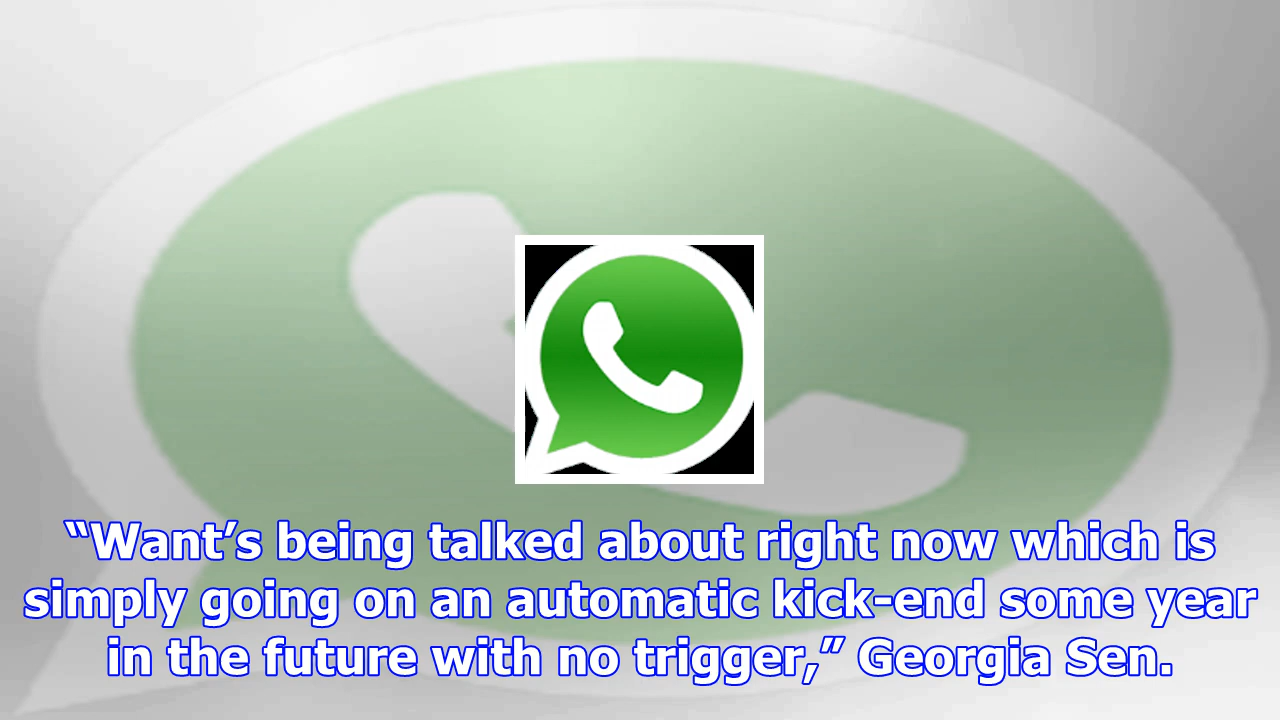 “Want’s being talked about right now which is
simply going on an automatic kick-end some year
in the future with no trigger,” Georgia Sen.